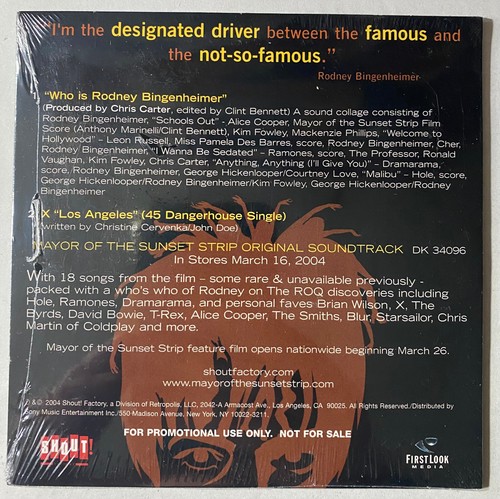 "I'm the designated driver between the famous and
the not-so-famous."
Rodney Bingenheimer
"Who is Rodney Bingenheimer"
(Produced by Chris Carter, edited by Clint Bennett) A sound collage consisting of
Rodney Bingenheimer, "Schools Out" - Alice Cooper, Mayor of the Sunset Strip Film
Score (Anthony Marinelli/Clint Bennett), Kim Fowley, Mackenzie Phillips, "Welcome to
Hollywood" – Leon Russell, Miss Pamela Des Barres, score, Rodney Bingenheimer, Cher,
Rodney Bingenheimer, "I Wanna Be Sedated" – Ramones, score, The Professor, Ronald
Vaughan, Kim Fowley, Chris Carter, "Anything, Anything (I'll Give You)" – Dramarama,
score, Rodney Bingenheimer, George Hickenlooper/Courtney Love, "Malibu" – Hole, score,
George Hickenlooper/Rodney Bingenheimer/Kim Fowley, George Hickenlooper/Rodney
Bingenheimer
2. X "Los Angeles" (45 Dangerhouse Single)
(written by Christine Cervenka/John Doe)
MAYOR OF THE SUNSET STRIP ORIGINAL SOUNDTRACK DK 34096
In Stores March 16, 2004
With 18 songs from the film – some rare & unavailable previously -
packed with a who's who of Rodney on The ROQ discoveries including
Hole, Ramones, Dramarama, and personal faves Brian Wilson, X, The
Byrds, David Bowie, T-Rex, Alice Cooper, The Smiths, Blur, Starsailor, Chris
Martin of Coldplay and more.
Mayor of the Sunset Strip feature film opens nationwide beginning March 26.
shoutfactory.com
www.mayorofthesunsetstrip.com
℗ & © 2004 Shout! Factory, a Division of Retropolis, LLC, 2042-A Armacost Ave., Los Angeles, CA 90025. All Rights Reserved./Distributed by
Sony Music Entertainment Inc./550 Madison Avenue, New York, NY 10022-3211.
FOR PROMOTIONAL USE ONLY. NOT FOR SALE
SHOUT!
FIRST LOOK
MEDIA